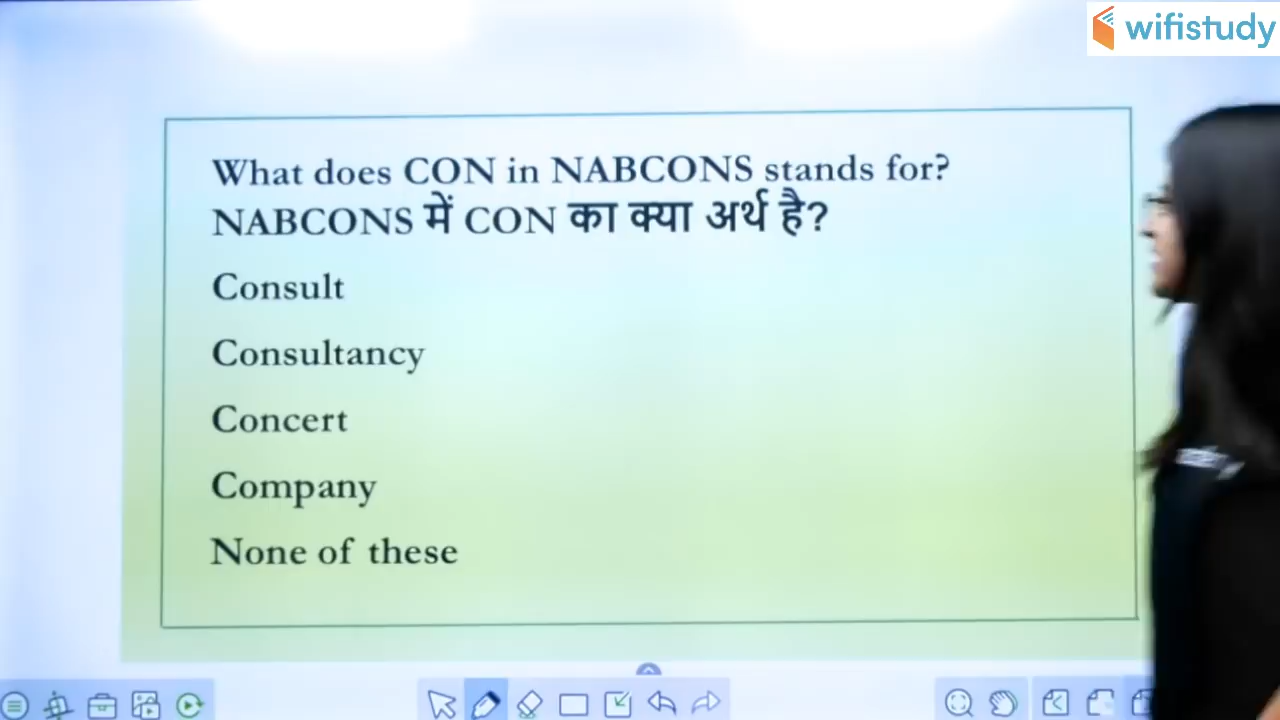 wifistudy
What does CON in NABCONS stands for?
NABCONS में CON का क्या अर्थ है?
Consult
Consultancy
Concert
Company
None of these